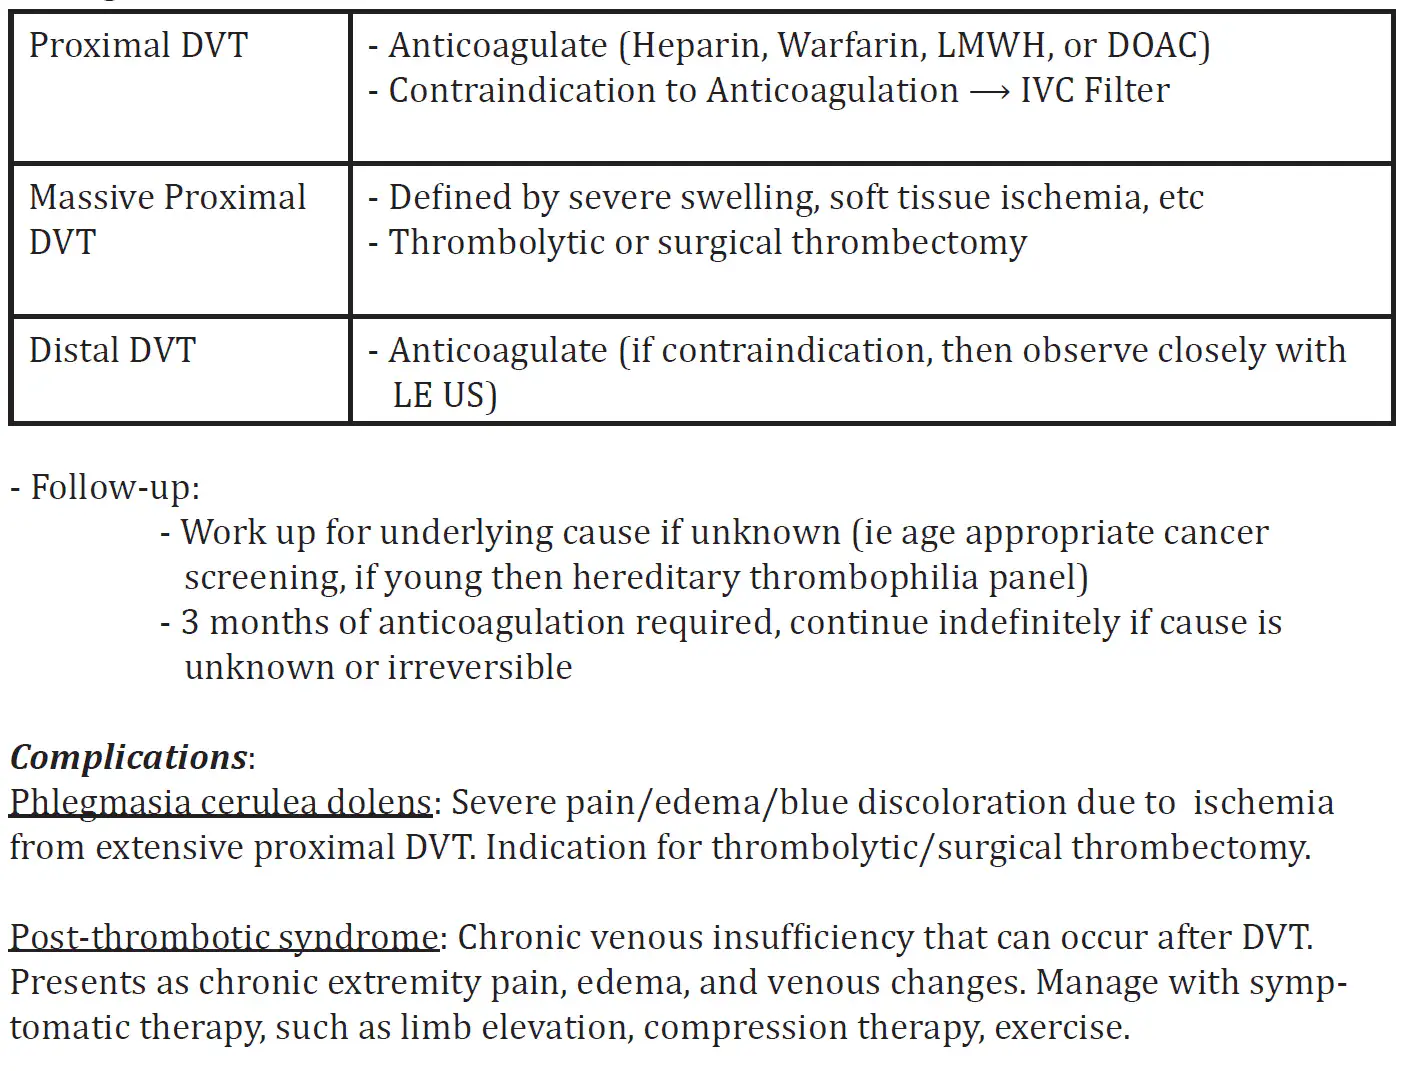 Proximal DVT
- Anticoagulate (Heparin, Warfarin, LMWH, or DOAC)
- Contraindication to Anticoagulation ⟶ IVC Filter
Massive Proximal
DVT
- Defined by severe swelling, soft tissue ischemia, etc
- Thrombolytic or surgical thrombectomy
Distal DVT
- Anticoagulate (if contraindication, then observe closely with
LE US)
- Follow-up:
- Work up for underlying cause if unknown (ie age appropriate cancer
screening, if young then hereditary thrombophilia panel)
- 3 months of anticoagulation required, continue indefinitely if cause is
unknown or irreversible
Complications:
Phlegmasia cerulea dolens: Severe pain/edema/blue discoloration due to  ischemia
from extensive proximal DVT. Indication for thrombolytic/surgical thrombectomy.
Post-thrombotic syndrome: Chronic venous insufficiency that can occur after DVT.
Presents as chronic extremity pain, edema, and venous changes. Manage with symp-
tomatic therapy, such as limb elevation, compression therapy, exercise.